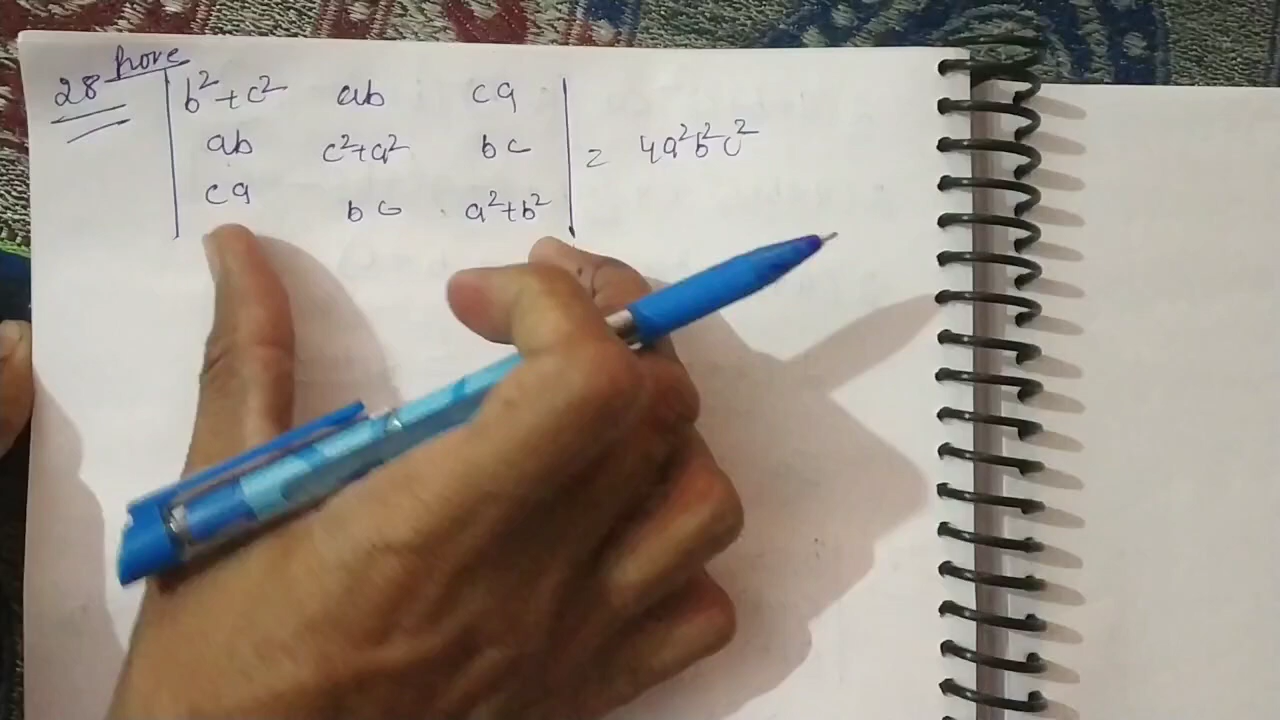 28 prove
b²+c² ab ca
ab c²+a² bc = 4a²b²c²
ca bc a²+b²